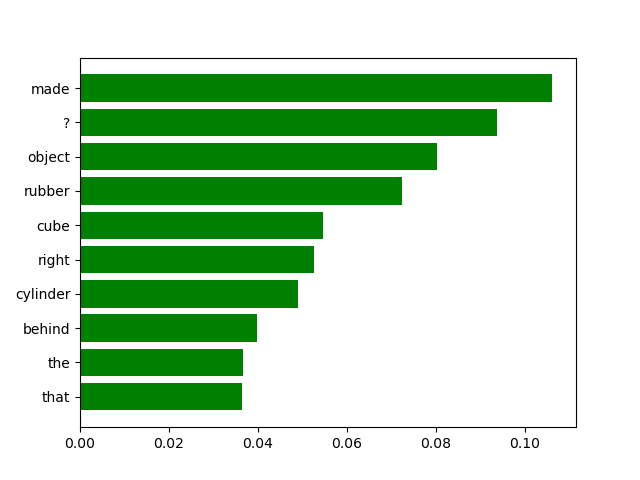 made
?
object
rubber
cube
right
cylinder
behind
the
that
0.00 0.02 0.04 0.06 0.08 0.10